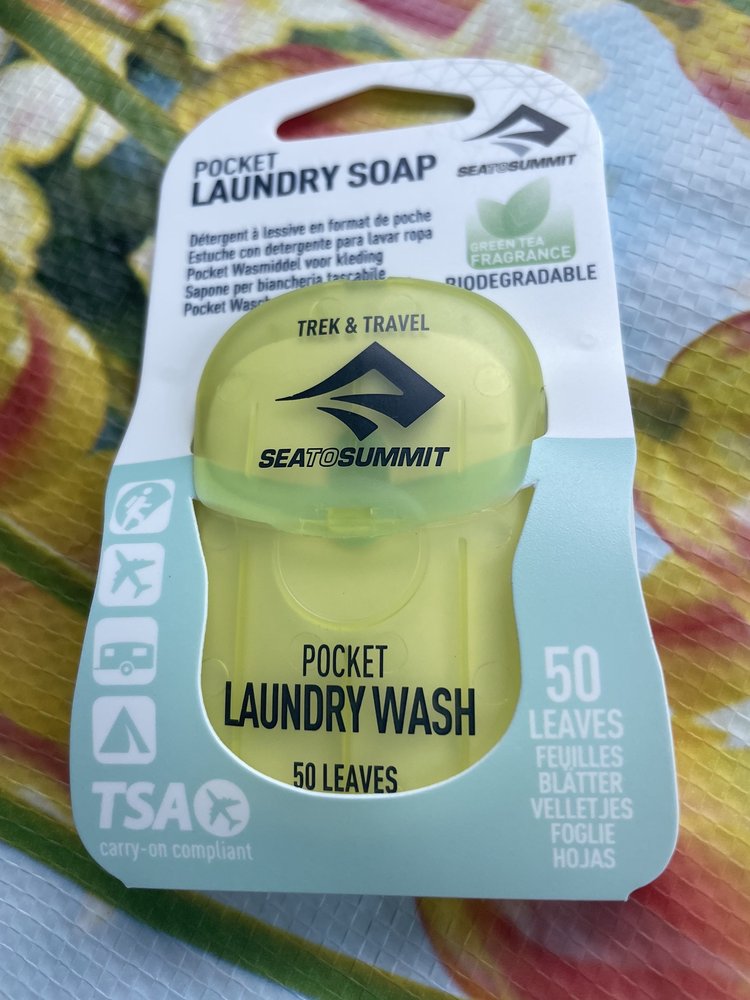 POCKET
LAUNDRY SOAP
SEATOSUMMIT
Détergent à lessive en format de poche
Estuche con detergente para lavar ropa
Pocket Wasmiddel voor kleding
Sapone per biancheria tascabile
Pocket
GREEN TEA
FRAGRANCE
BIODEGRADABLE
TREK & TRAVEL
SEATOSUMMIT
POCKET
LAUNDRY WASH
50 LEAVES
50
LEAVES
FEUILLES
BLÄTTER
VELLETJES
FOGLIE
HOJAS
TSA
carry-on compliant